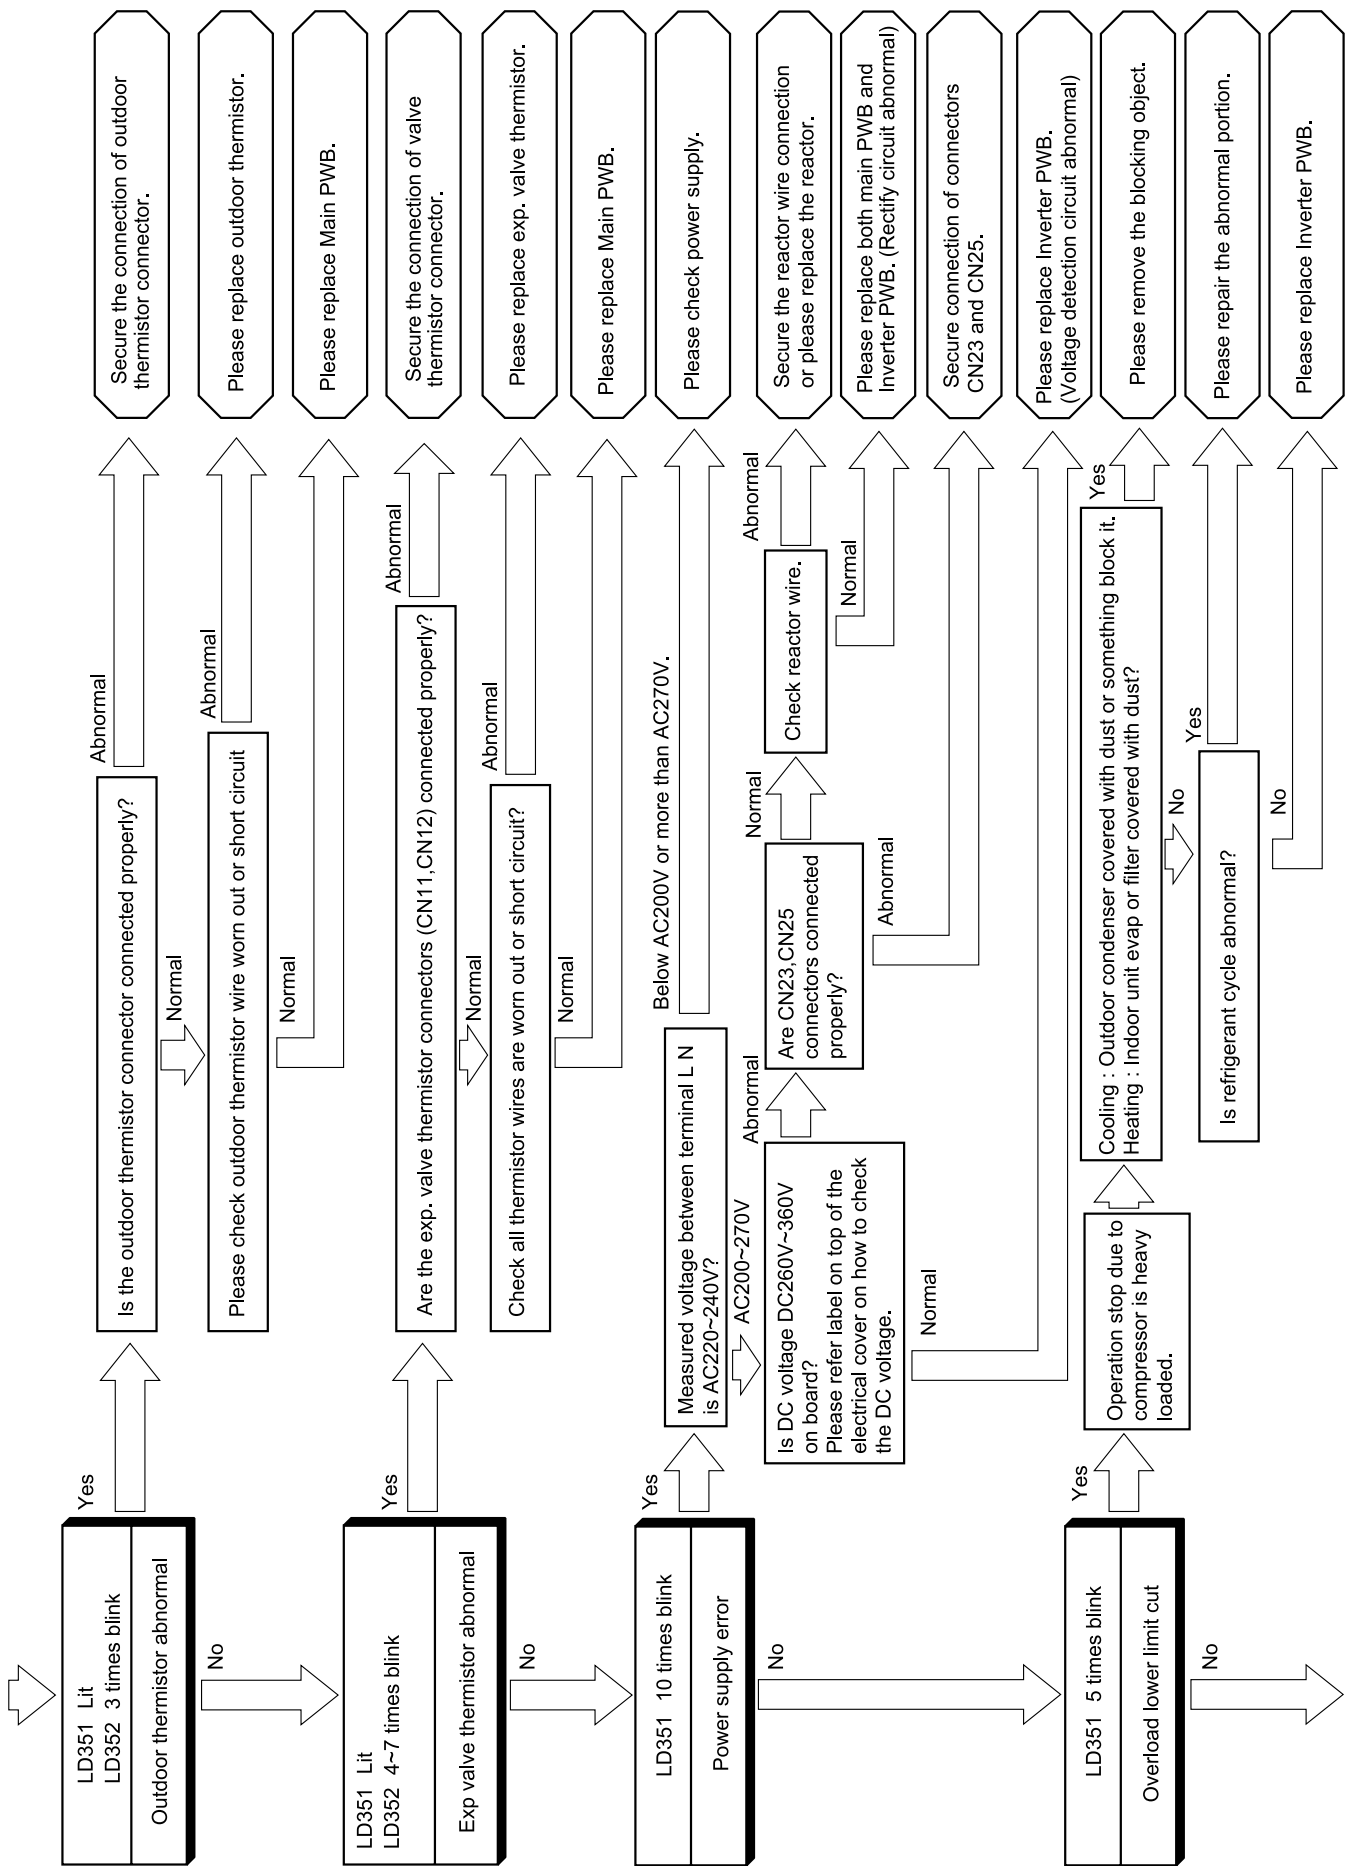 LD351 Lit
LD352 3 times blink
Outdoor thermistor abnormal
Yes
Is the outdoor thermistor connector connected properly?
Abnormal
Secure the connection of outdoor
thermistor connector.
Normal
Please check outdoor thermistor wire worn out or short circuit
Abnormal
Please replace outdoor thermistor.
Normal
Please replace Main PWB.
No
LD351 Lit
LD352 4~7 times blink
Exp valve thermistor abnormal
Yes
Are the exp. valve thermistor connectors (CN11,CN12) connected properly?
Abnormal
Secure the connection of valve
thermistor connector.
Normal
Check all thermistor wires are worn out or short circuit?
Abnormal
Please replace exp. valve thermistor.
Normal
Please replace Main PWB.
No
LD351 10 times blink
Power supply error
Yes
Measured voltage between terminal L N
is AC220~240V?
Below AC200V or more than AC270V.
Please check power supply.
AC200~270V
Is DC voltage DC260V~360V
on board?
Please refer label on top of the
electrical cover on how to check
the DC voltage.
Abnormal
Are CN23,CN25
connectors connected
properly?
Normal
Check reactor wire.
Abnormal
Secure the reactor wire connection
or please replace the reactor.
Normal
Please replace both main PWB and
Inverter PWB. (Rectify circuit abnormal)
Abnormal
Secure connection of connectors
CN23 and CN25.
Normal
Please replace Inverter PWB.
(Voltage detection circuit abnormal)
No
LD351 5 times blink
Overload lower limit cut
Yes
Operation stop due to
compressor is heavy
loaded.
Cooling : Outdoor condenser covered with dust or something block it.
Heating : Indoor unit evap or filter covered with dust?
Yes
Please remove the blocking object.
No
Is refrigerant cycle abnormal?
Yes
Please repair the abnormal portion.
No
Please replace Inverter PWB.
No